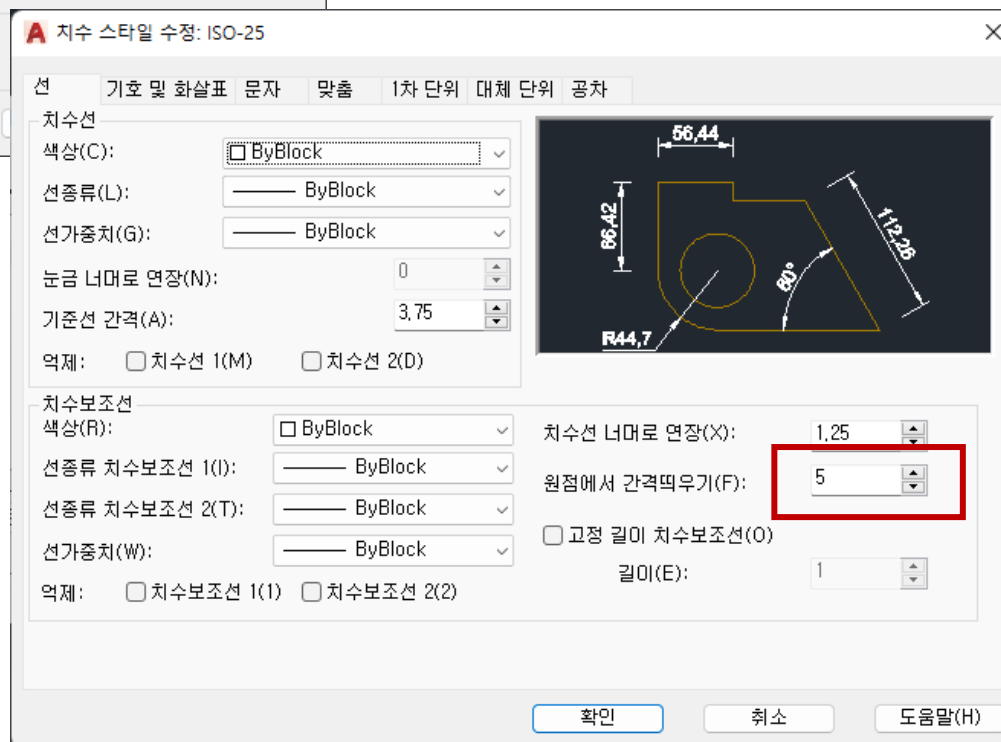 A 치수 스타일 수정: ISO-25
선 기호 및 화살표 문자 맞춤 1차 단위 대체 단위 공차
치수선
색상(C): ByBlock
선종류(L): ByBlock
선가중치(G): ByBlock
눈금 너머로 연장(N): 0
기준선 간격(A): 3,75
억제: 치수선 1(M) 치수선 2(D)
56,44
66,42
112,26
60°
R44,7
치수보조선
색상(R): ByBlock
선종류 치수보조선 1(I): ByBlock
선종류 치수보조선 2(T): ByBlock
선가중치(W): ByBlock
억제: 치수보조선 1(1) 치수보조선 2(2)
치수선 너머로 연장(X): 1,25
원점에서 간격띄우기(F): 5
고정 길이 치수보조선(O)
길이(E): 1
확인 취소 도움말(H)